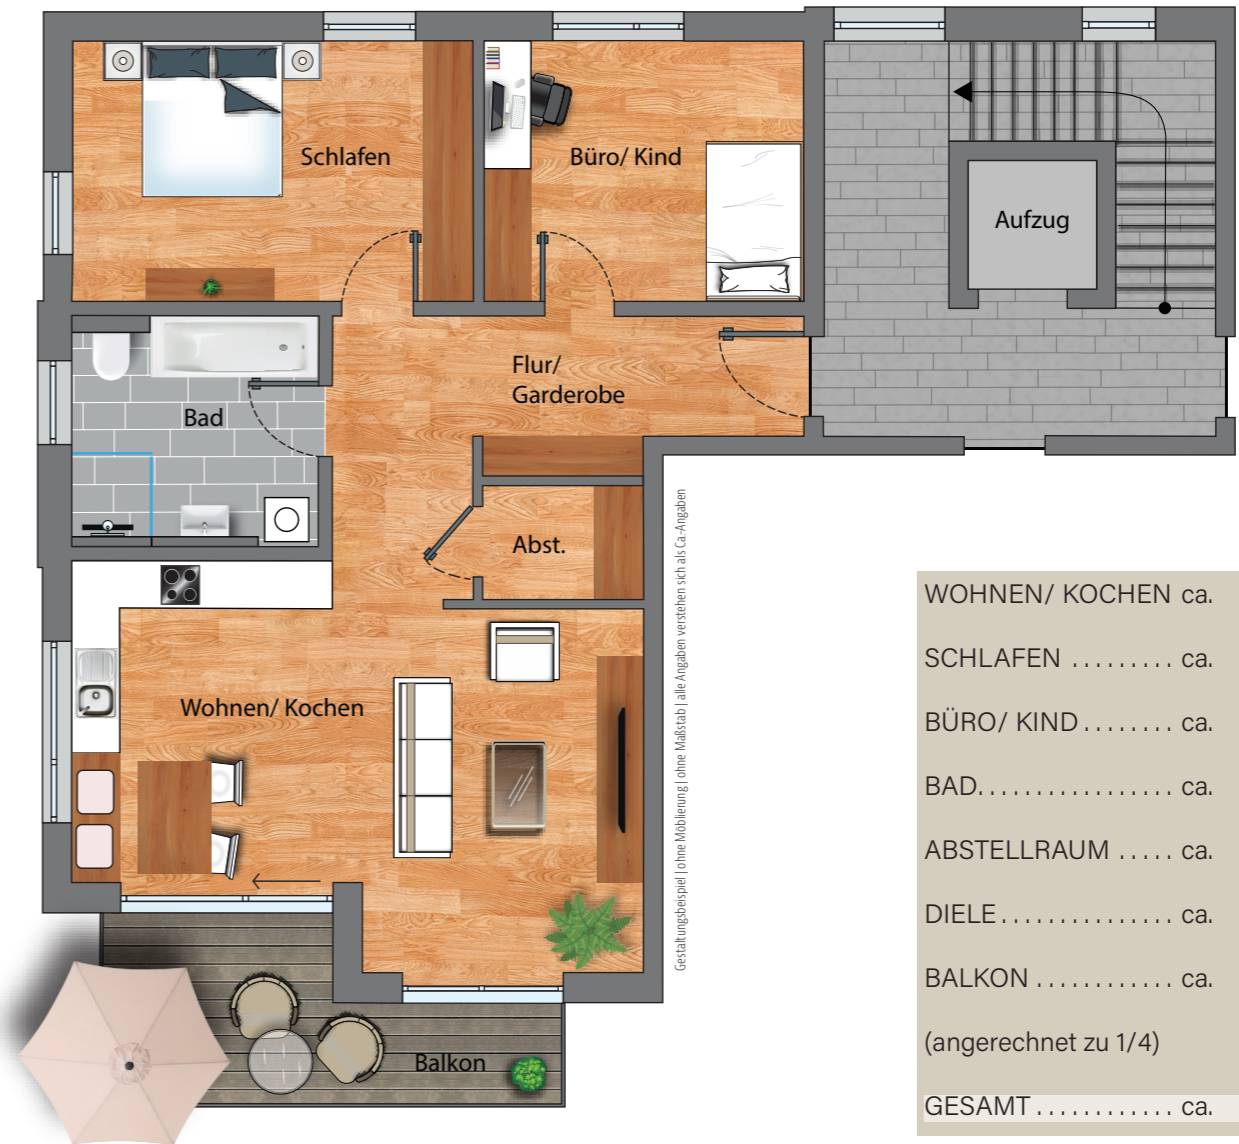 Schlafen
Büro/ Kind
Aufzug
Flur/
Garderobe
Bad
Abst.
Wohnen/ Kochen
Balkon
Gestaltungsbeispiel | ohne Möblierung | ohne Maßstab | alle Angaben verstehen sich als Ca.-Angaben
WOHNEN/ KOCHEN ca.
SCHLAFEN ......... ca.
BÜRO/ KIND ........ ca.
BAD................ ca.
ABSTELLRAUM ..... ca.
DIELE ............... ca.
BALKON ............ ca.
(angerechnet zu 1/4)
GESAMT ............ ca.